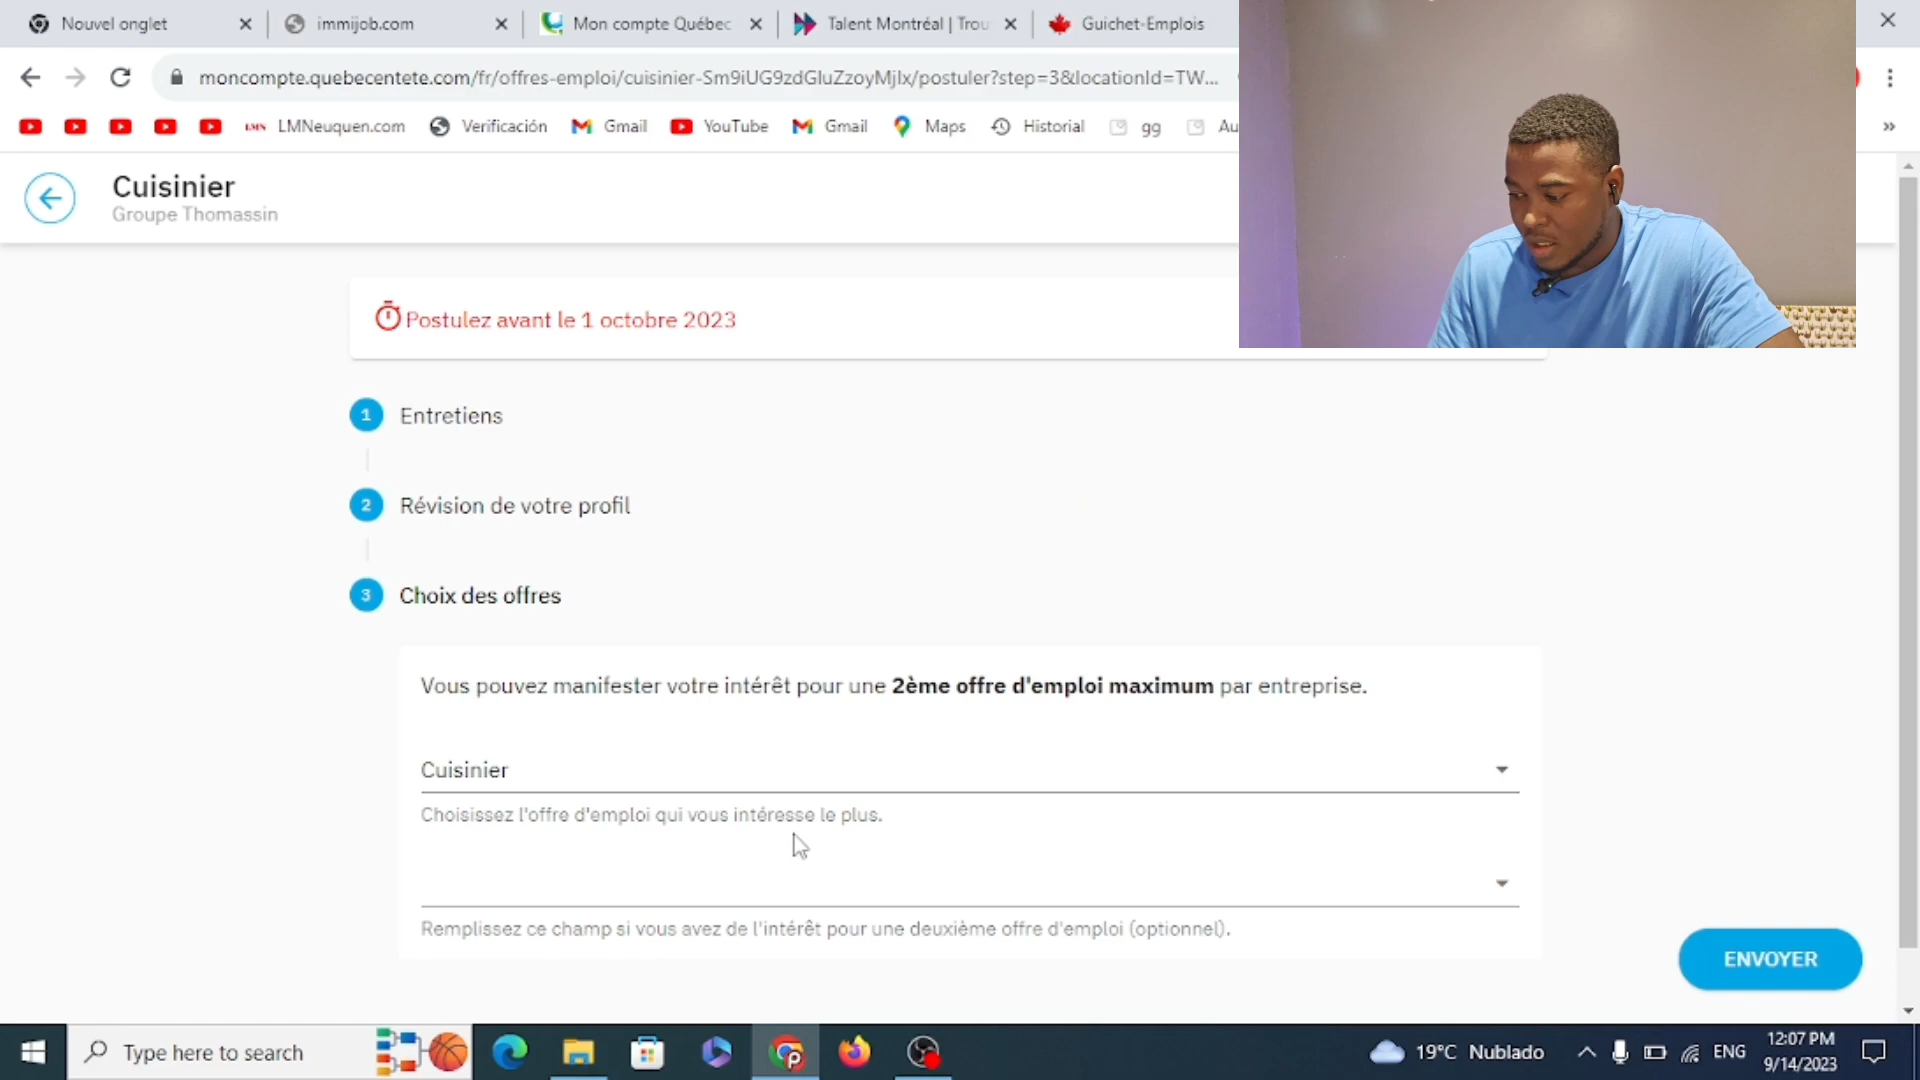 Nouvel onglet
immijob.com
Mon compte Québec
Talent Montréal | Trou
Guichet-Emplois
moncompte.quebecentete.com/fr/offres-emploi/cuisinier-Sm9iUG9zdGluZzoyMjIx/postuler?step=3&locationId=TW...
LMN LMNeuquen.com
Verificación
Gmail
YouTube
Gmail
Maps
Historial
gg
Au
»
Cuisinier
Groupe Thomassin
Postulez avant le 1 octobre 2023
1 Entretiens
2 Révision de votre profil
3 Choix des offres
Vous pouvez manifester votre intérêt pour une 2ème offre d'emploi maximum par entreprise.
Cuisinier
Choisissez l'offre d'emploi qui vous intéresse le plus.
Remplissez ce champ si vous avez de l'intérêt pour une deuxième offre d'emploi (optionnel).
ENVOYER
Type here to search
19°C Nublado
ENG
12:07 PM
9/14/2023